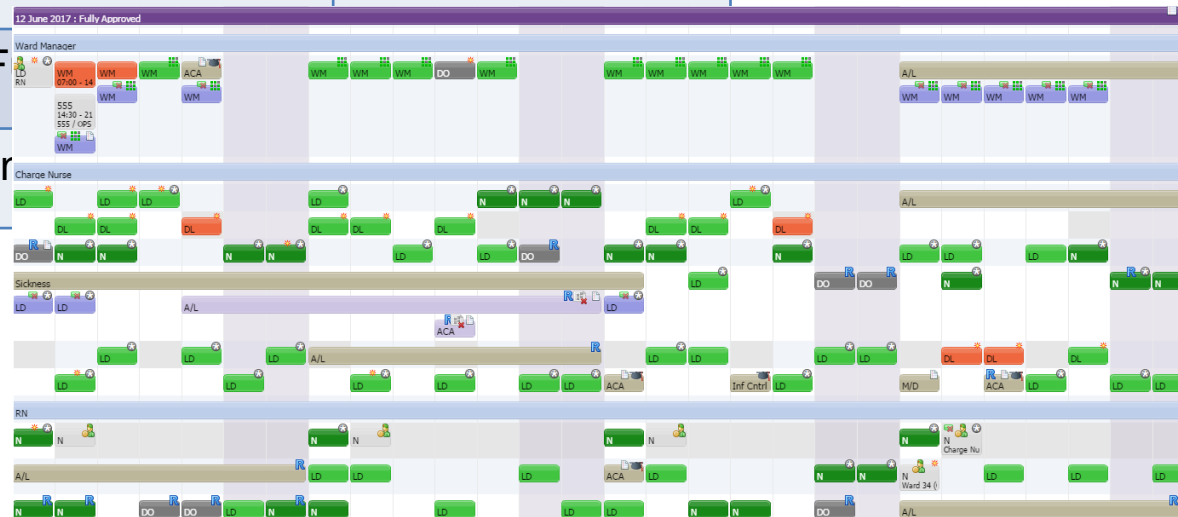 12 June 2017 : Fully Approved
Ward Manager
LD WM WM WM ACA WM WM WM DO WM WM WM WM WM WM A/L
RN 07:00 - 14
WM WM WM WM WM WM WM
555
14:30 - 21
555 / OPS
WM
Charge Nurse
LD LD LD LD N N N LD A/L
DL DL DL DL DL DL DL DL DL
DO N N N N LD LD DO N N N LD LD LD N
Sickness LD DO DO N N N
LD LD A/L LD
ACA
LD LD LD A/L LD LD LD LD DL DL DL
LD LD LD LD LD LD ACA Inf Cntrl LD M/D ACA LD LD LD
RN
N N N N N N N N
Charge Nu
A/L LD LD LD ACA LD N N N LD LD LD
Ward 34 (
N N DO DO LD N N LD LD LD N N DO A/L